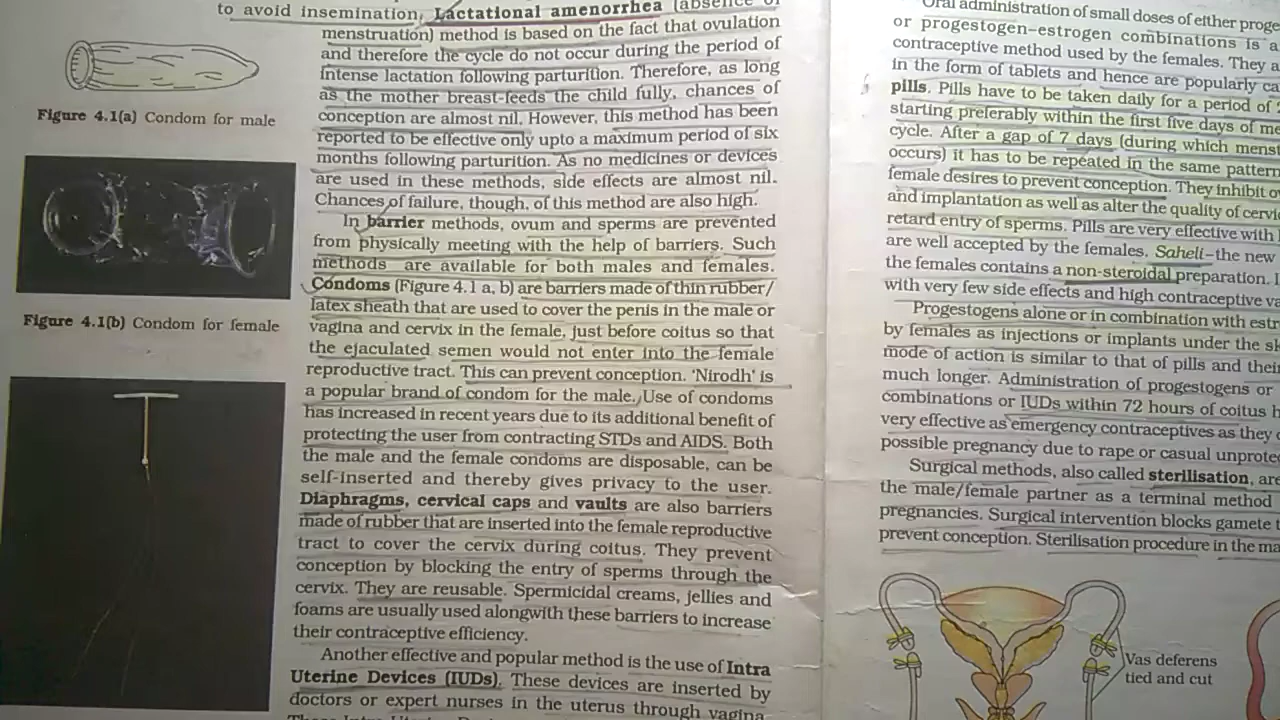 to avoid insemination. Lactational amenorrhea (absence of
menstruation) method is based on the fact that ovulation
and therefore the cycle do not occur during the period of
intense lactation following parturition. Therefore, as long
as the mother breast-feeds the child fully, chances of
conception are almost nil. However, this method has been
reported to be effective only upto a maximum period of six
months following parturition. As no medicines or devices
are used in these methods, side effects are almost nil.
Chances of failure, though, of this method are also high.
In barrier methods, ovum and sperms are prevented
from physically meeting with the help of barriers. Such
methods are available for both males and females.
Condoms (Figure 4.1 a, b) are barriers made of thin rubber/
latex sheath that are used to cover the penis in the male or
vagina and cervix in the female, just before coitus so that
the ejaculated semen would not enter into the female
reproductive tract. This can prevent conception. 'Nirodh' is
a popular brand of condom for the male. Use of condoms
has increased in recent years due to its additional benefit of
protecting the user from contracting STDs and AIDS. Both
the male and the female condoms are disposable, can be
self-inserted and thereby gives privacy to the user.
Diaphragms, cervical caps and vaults are also barriers
made of rubber that are inserted into the female reproductive
tract to cover the cervix during coitus. They prevent
conception by blocking the entry of sperms through the
cervix. They are reusable. Spermicidal creams, jellies and
foams are usually used alongwith these barriers to increase
their contraceptive efficiency.
Another effective and popular method is the use of Intra
Uterine Devices (IUDs). These devices are inserted by
doctors or expert nurses in the uterus through vagina.
Figure 4.1(a) Condom for male
Figure 4.1(b) Condom for female
Oral administration of small doses of either
or progestogen–estrogen combinations is
contraceptive method used by the females. They
in the form of tablets and hence are popularly
pills. Pills have to be taken daily for a period of
starting preferably within the first five days of
cycle. After a gap of 7 days (during which
occurs) it has to be repeated in the same pattern
female desires to prevent conception. They inhibit
and implantation as well as alter the quality of
retard entry of sperms. Pills are very effective with
are well accepted by the females. Saheli–the new
the females contains a non-steroidal preparation.
with very few side effects and high contraceptive
Progestogens alone or in combination with
by females as injections or implants under the
mode of action is similar to that of pills and
much longer. Administration of progestogens or
combinations or IUDs within 72 hours of coitus
very effective as emergency contraceptives as they
possible pregnancy due to rape or casual
Surgical methods, also called sterilisation, are
the male/female partner as a terminal method
pregnancies. Surgical intervention blocks gamete
prevent conception. Sterilisation procedure in the
Vas deferens
tied and cut